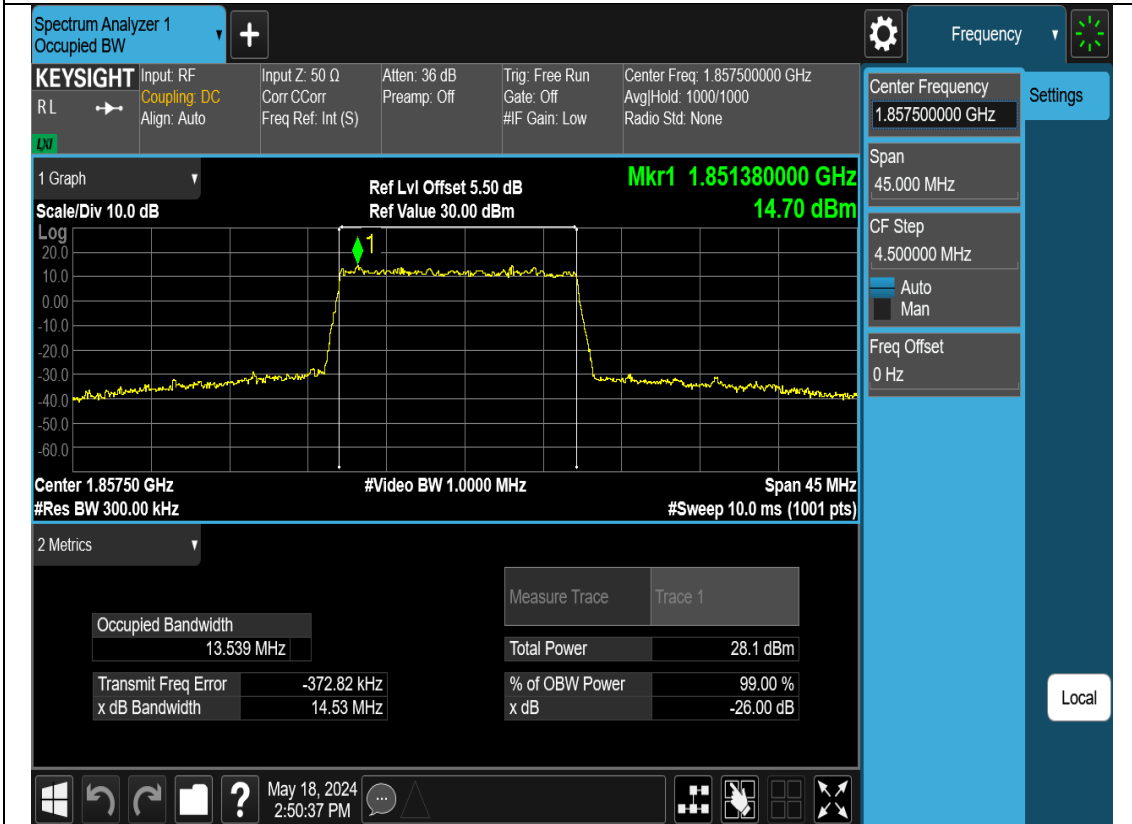 Spectrum Analyzer 1
Occupied BW
+
Frequency
KEYSIGHT
R L
LXI
Input: RF
Coupling: DC
Align: Auto
Input Z: 50 Ω
Corr CCorr
Freq Ref: Int (S)
Atten: 36 dB
Preamp: Off
Trig: Free Run
Gate: Off
#IF Gain: Low
Center Freq: 1.857500000 GHz
Avg|Hold: 1000/1000
Radio Std: None
Center Frequency
1.857500000 GHz
Settings
Span
45.000 MHz
CF Step
4.500000 MHz
Auto
Man
Freq Offset
0 Hz
Local
1 Graph
Scale/Div 10.0 dB
Ref Lvl Offset 5.50 dB
Ref Value 30.00 dBm
Mkr1 1.851380000 GHz
14.70 dBm
Log
1
20.0
10.0
0.00
-10.0
-20.0
-30.0
-40.0
-50.0
-60.0
Center 1.85750 GHz
#Video BW 1.0000 MHz
Span 45 MHz
#Res BW 300.00 kHz
#Sweep 10.0 ms (1001 pts)
2 Metrics
Measure Trace Trace 1
Occupied Bandwidth
13.539 MHz
Total Power 28.1 dBm
Transmit Freq Error -372.82 kHz
% of OBW Power 99.00 %
x dB Bandwidth 14.53 MHz
x dB -26.00 dB
?
May 18, 2024
2:50:37 PM